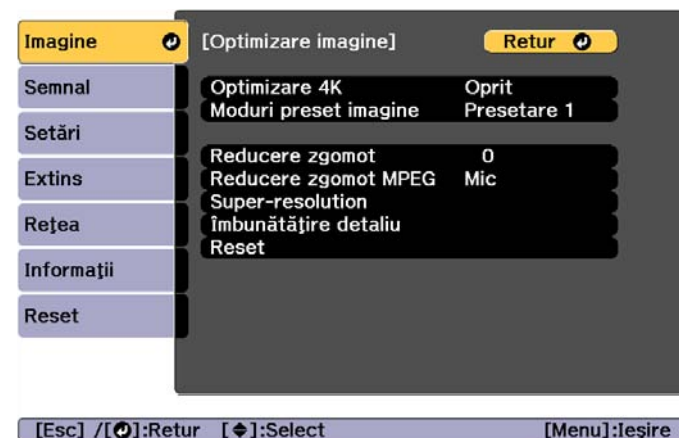 Imagine
[Optimizare imagine] Retur
Semnal
Optimizare 4K Oprit
Moduri preset imagine Presetare 1
Setări
Reducere zgomot 0
Extins
Reducere zgomot MPEG Mic
Super-resolution
Reţea
Îmbunătăţire detaliu
Reset
Informaţii
Reset
[Esc] /[ ]:Retur [ ]:Select [Menu]:Iesire